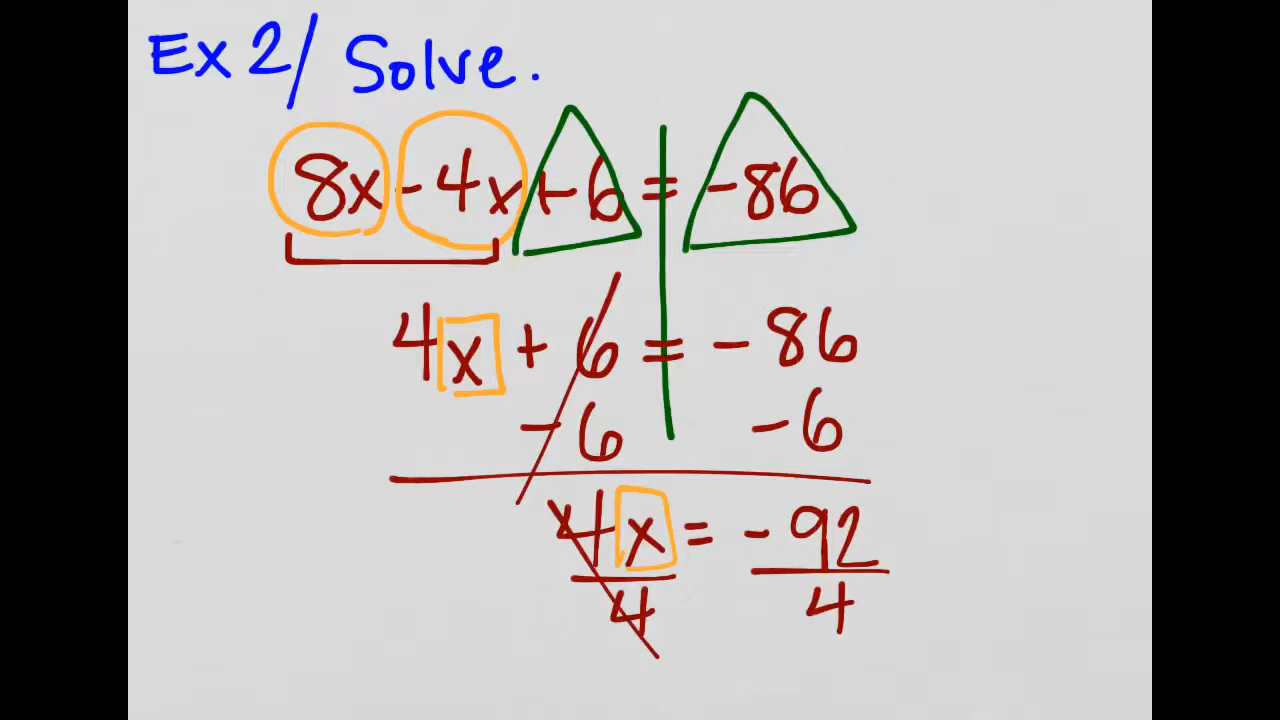 Ex 2/ Solve.
8x - 4x + 6 = -86
4x + 6 = -86
-6 -6
4x = -92
4 4